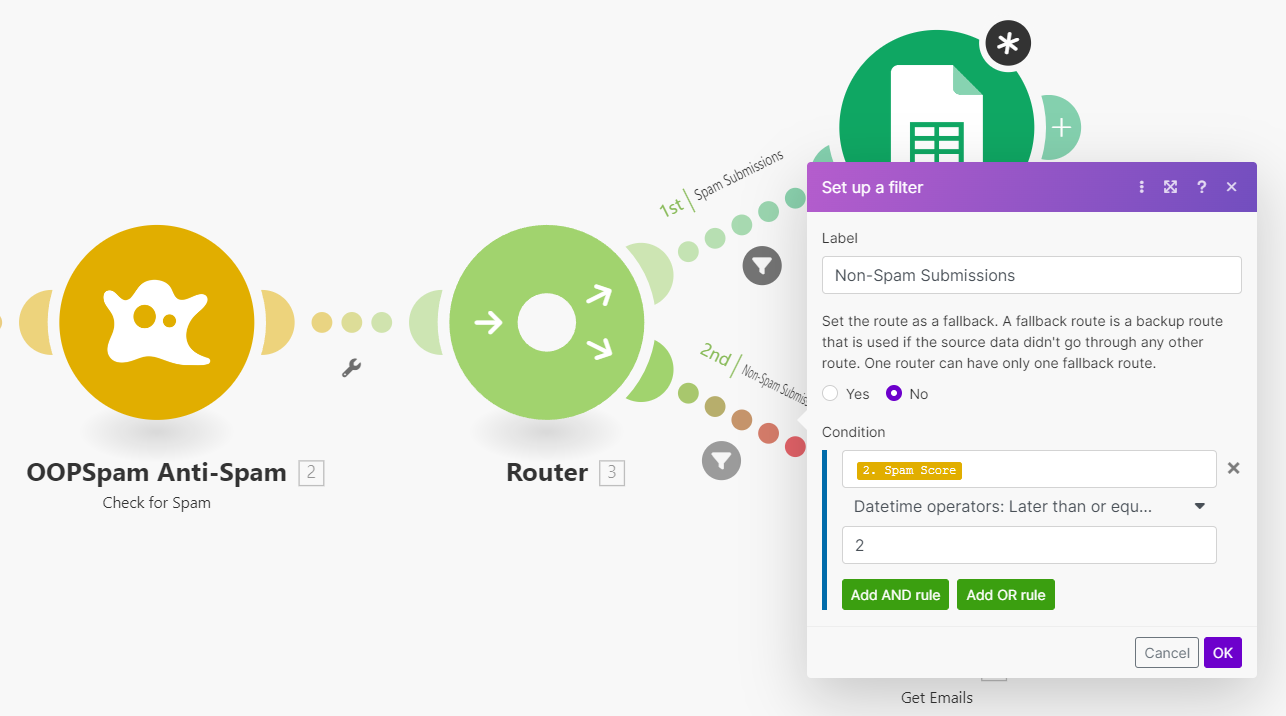 1st | Spam Submissions
2nd | Non-Spam
OOPSpam Anti-Spam 2
Check for Spam
Router 3
Set up a filter
Label
Non-Spam Submissions
Set the route as a fallback. A fallback route is a backup route
that is used if the source data didn't go through any other
route. One router can have only one fallback route.
Yes No
Condition
2. Spam Score
Datetime operators: Later than or equ...
2
Add AND rule Add OR rule
Cancel OK
Get Emails